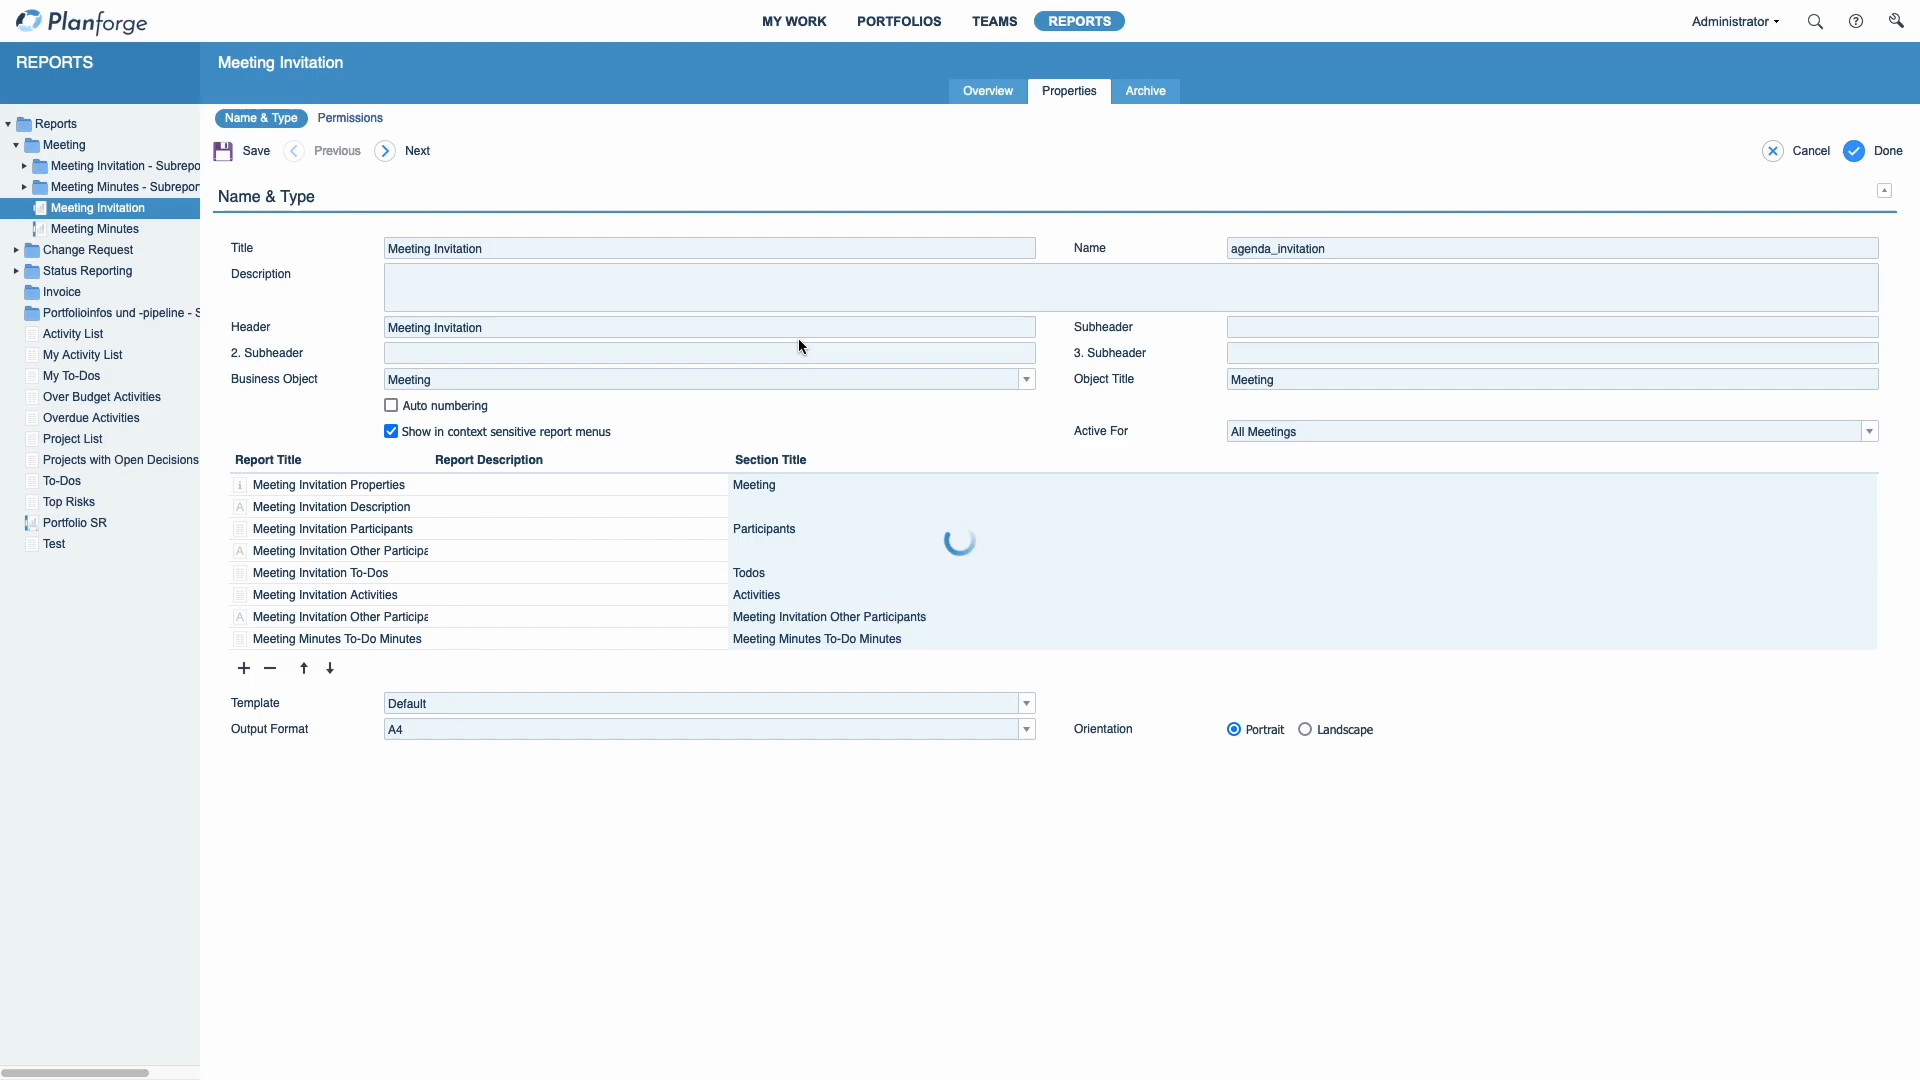 Planforge
MY WORK PORTFOLIOS TEAMS REPORTS
Administrator
REPORTS
Meeting Invitation
Overview Properties Archive
Reports
Meeting
Meeting Invitation - Subrepo
Meeting Minutes - Subrepor
Meeting Invitation
Meeting Minutes
Change Request
Status Reporting
Invoice
Portfolioinfos und -pipeline - S
Activity List
My Activity List
My To-Dos
Over Budget Activities
Overdue Activities
Project List
Projects with Open Decisions
To-Dos
Top Risks
Portfolio SR
Test
Name & Type Permissions
Save Previous Next
Cancel Done
Name & Type
Title Meeting Invitation Name agenda_invitation
Description
Header Meeting Invitation Subheader
2. Subheader 3. Subheader
Business Object Meeting Object Title Meeting
Auto numbering
Show in context sensitive report menus Active For All Meetings
Report Title Report Description Section Title
Meeting Invitation Properties Meeting
A Meeting Invitation Description
Meeting Invitation Participants Participants
A Meeting Invitation Other Participa
Meeting Invitation To-Dos Todos
Meeting Invitation Activities Activities
A Meeting Invitation Other Participa Meeting Invitation Other Participants
Meeting Minutes To-Do Minutes Meeting Minutes To-Do Minutes
Template Default
Output Format A4 Orientation Portrait Landscape